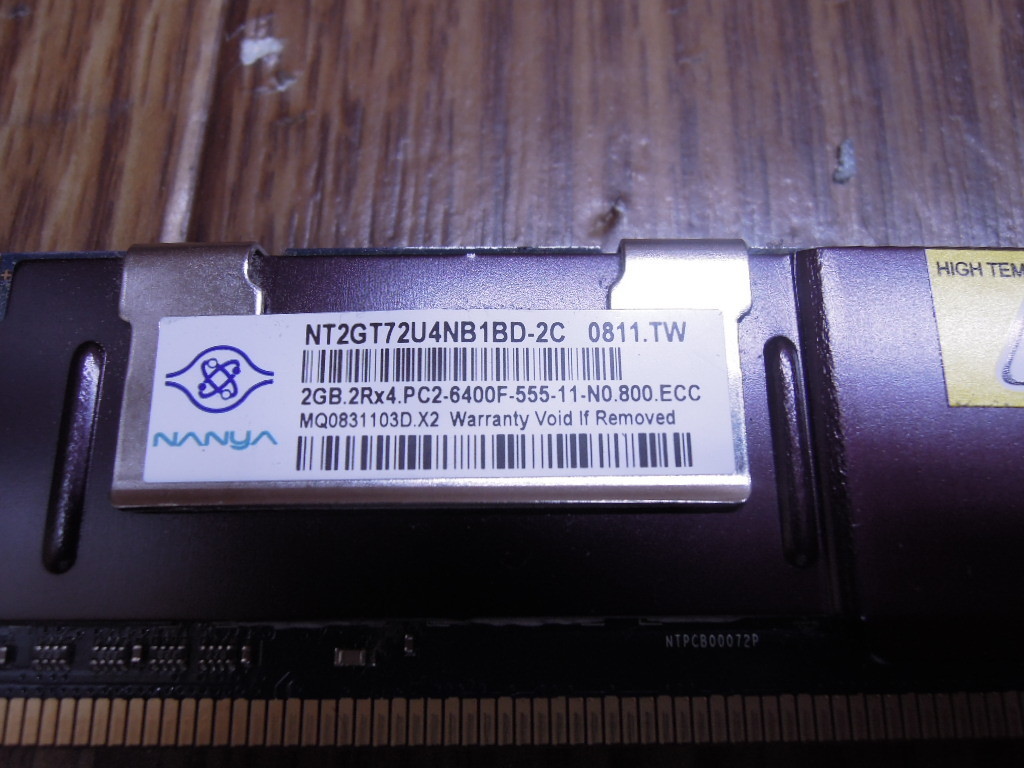 NT2GT72U4NB1BD-2C 0811.TW
2GB.2Rx4.PC2-6400F-555-11-N0.800.ECC
MQ0831103D.X2 Warranty Void If Removed
NANYA
HIGH TEM
NTPCB00072P